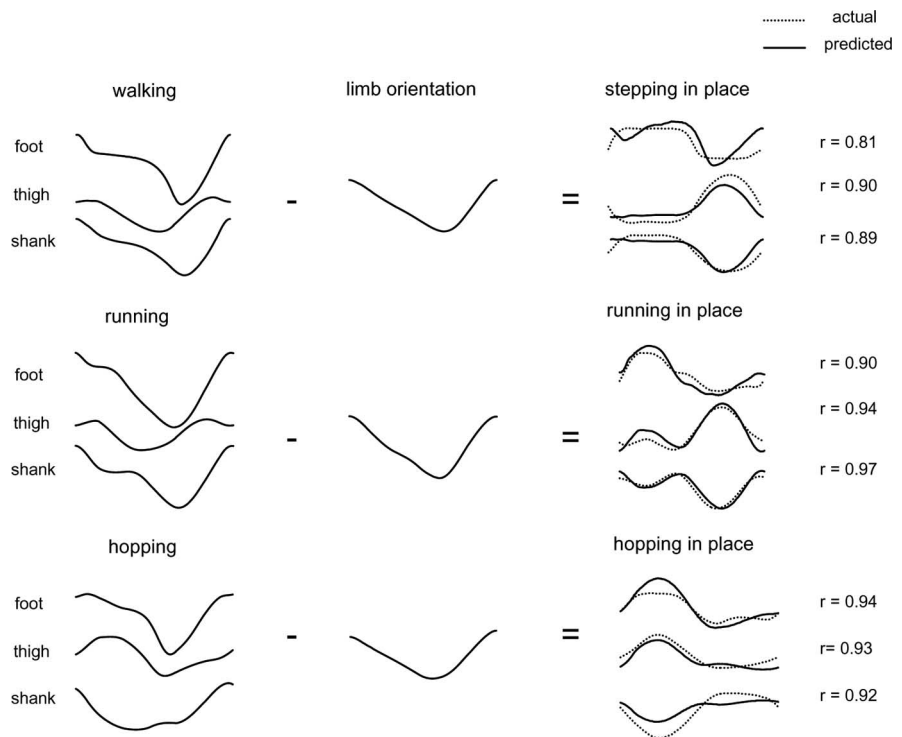 actual
predicted
walking
limb orientation
stepping in place
foot
thigh
shank
-
=
r = 0.81
r = 0.90
r = 0.89
running
running in place
foot
thigh
shank
-
=
r = 0.90
r = 0.94
r = 0.97
hopping
hopping in place
foot
thigh
shank
-
=
r = 0.94
r= 0.93
r = 0.92